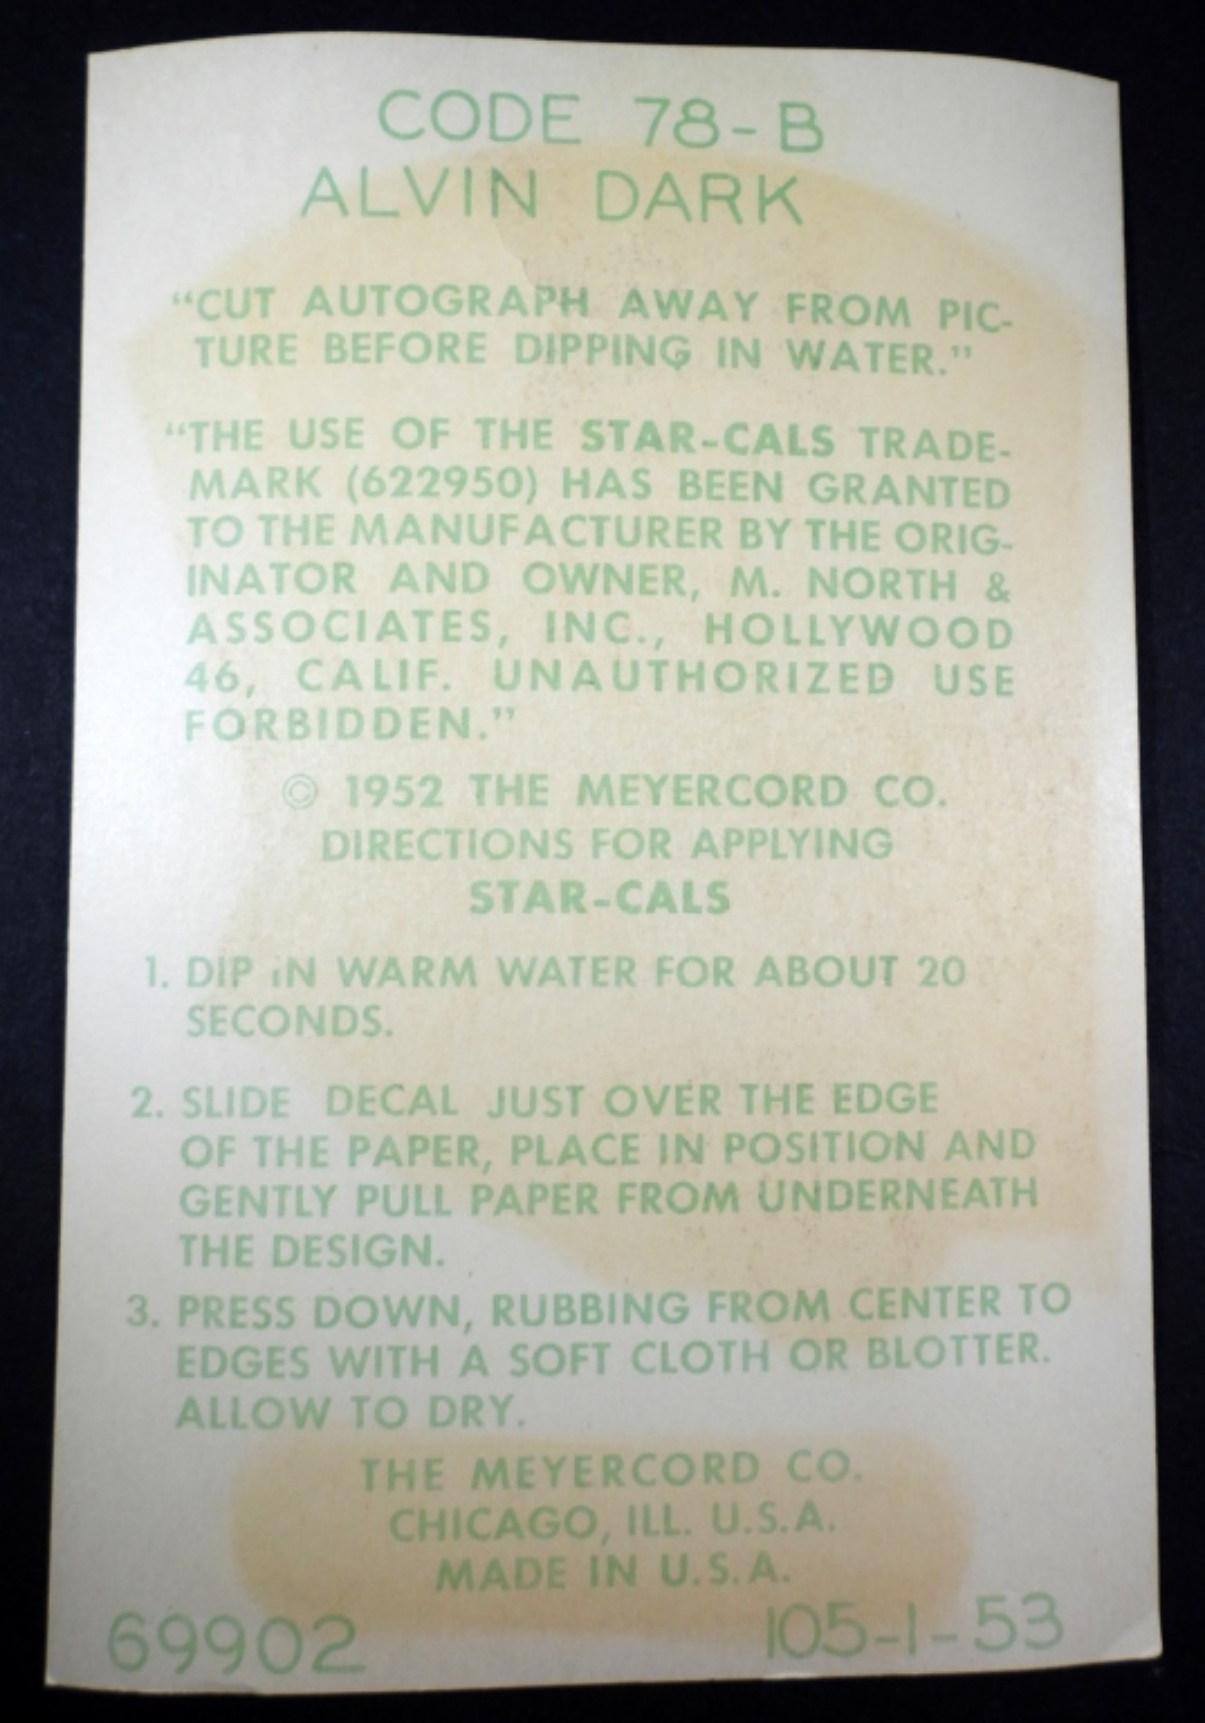 CODE 78-B
ALVIN DARK
“CUT AUTOGRAPH AWAY FROM PIC-
TURE BEFORE DIPPING IN WATER.”
“THE USE OF THE STAR-CALS TRADE-
MARK (622950) HAS BEEN GRANTED
TO THE MANUFACTURER BY THE ORIG-
INATOR AND OWNER, M. NORTH &
ASSOCIATES, INC., HOLLYWOOD
46, CALIF. UNAUTHORIZED USE
FORBIDDEN.”
© 1952 THE MEYERCORD CO.
DIRECTIONS FOR APPLYING
STAR-CALS
1. DIP IN WARM WATER FOR ABOUT 20
SECONDS.
2. SLIDE DECAL JUST OVER THE EDGE
OF THE PAPER, PLACE IN POSITION AND
GENTLY PULL PAPER FROM UNDERNEATH
THE DESIGN.
3. PRESS DOWN, RUBBING FROM CENTER TO
EDGES WITH A SOFT CLOTH OR BLOTTER.
ALLOW TO DRY.
THE MEYERCORD CO.
CHICAGO, ILL. U.S.A.
MADE IN U.S.A.
69902 105-1-53